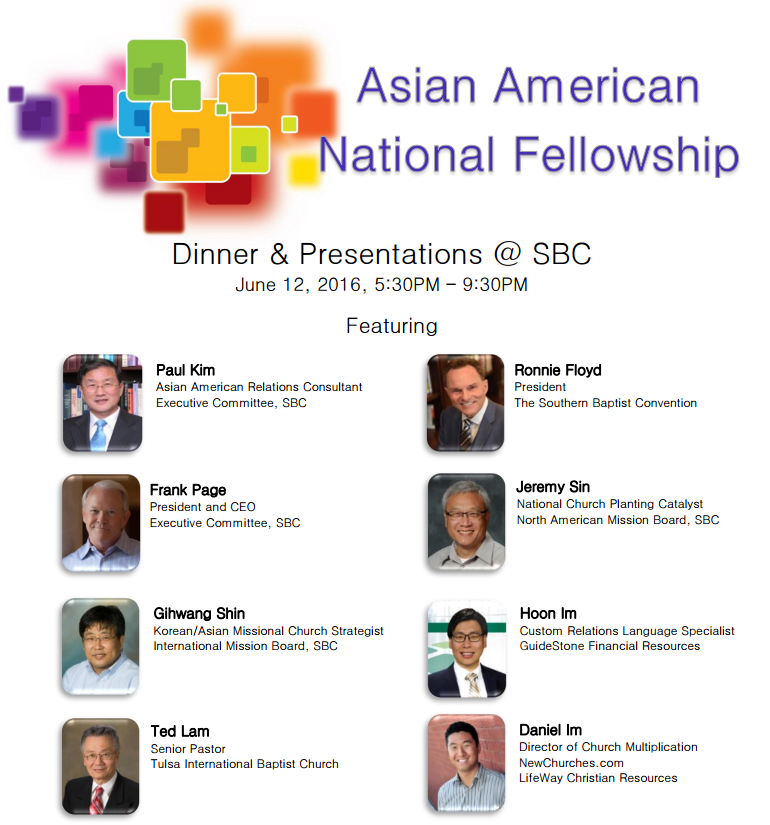 Asian American
National Fellowship
Dinner & Presentations @ SBC
June 12, 2016, 5:30PM – 9:30PM
Featuring
Paul Kim
Asian American Relations Consultant
Executive Committee, SBC
Ronnie Floyd
President
The Southern Baptist Convention
Frank Page
President and CEO
Executive Committee, SBC
Jeremy Sin
National Church Planting Catalyst
North American Mission Board, SBC
Gihwang Shin
Korean/Asian Missional Church Strategist
International Mission Board, SBC
Hoon Im
Custom Relations Language Specialist
GuideStone Financial Resources
Ted Lam
Senior Pastor
Tulsa International Baptist Church
Daniel Im
Director of Church Multiplication
NewChurches.com
LifeWay Christian Resources